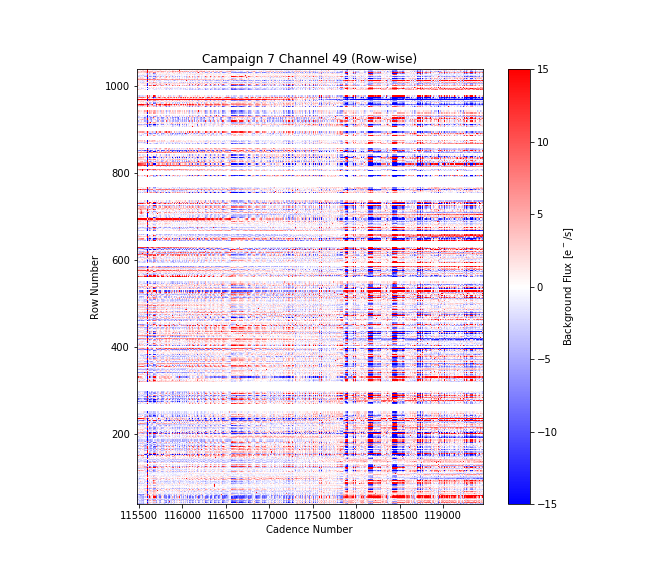 Campaign 7 Channel 49 (Row-wise)
Row Number
1000
800
600
400
200
115500 116000 116500 117000 117500 118000 118500 119000
Cadence Number
15
10
5
0
−5
−10
−15
Background Flux [e⁻/s]